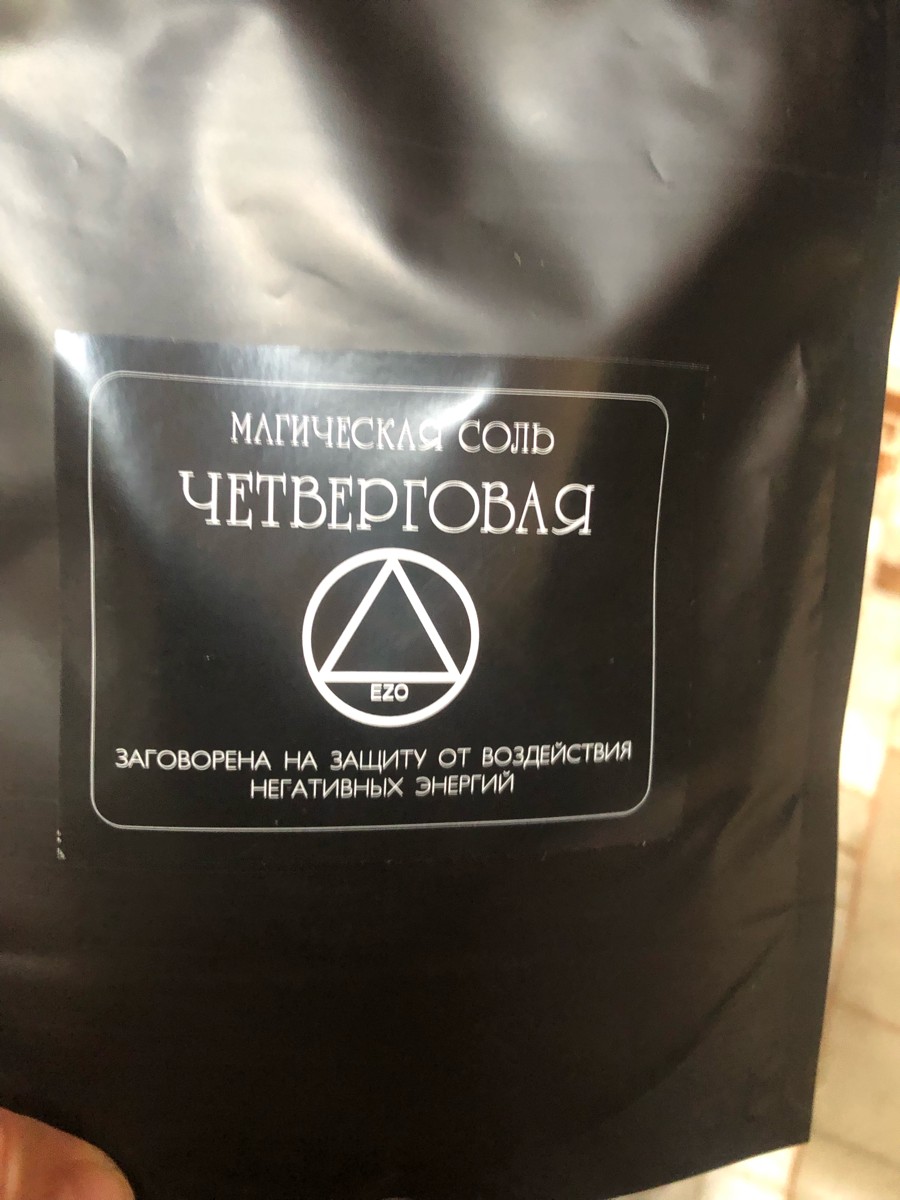 МАГИЧЕСКАЯ СОЛЬ
ЧЕТВЕРГОВАЯ
EZO
ЗАГОВОРЕНА НА ЗАЩИТУ ОТ ВОЗДЕЙСТВИЯ
НЕГАТИВНЫХ ЭНЕРГИЙ